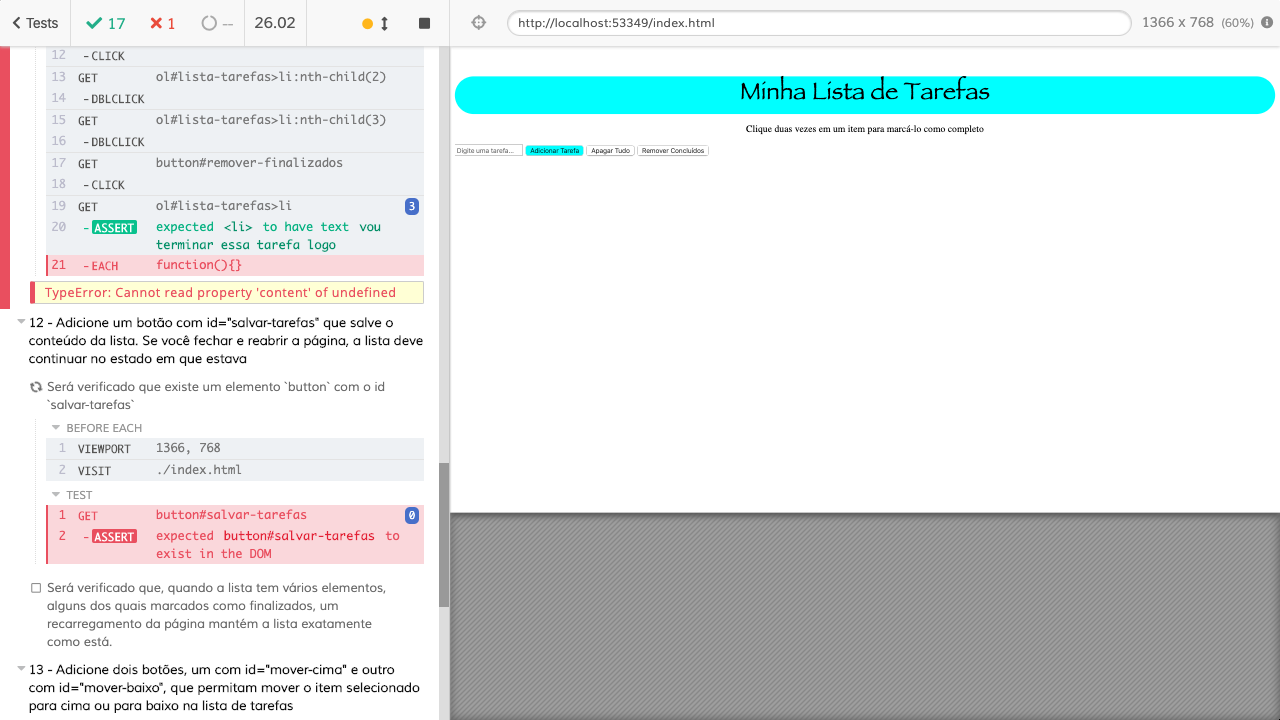 Tests
17
1
--
26.02
http://localhost:53349/index.html
1366 x 768 (60%)
12 -CLICK
13 GET ol#lista-tarefas>li:nth-child(2)
14 -DBLCLICK
15 GET ol#lista-tarefas>li:nth-child(3)
16 -DBLCLICK
17 GET button#remover-finalizados
18 -CLICK
19 GET ol#lista-tarefas>li 3
20 -ASSERT expected <li> to have text vou
terminar essa tarefa logo
21 -EACH function(){}
TypeError: Cannot read property 'content' of undefined
12 - Adicione um botão com id="salvar-tarefas" que salve o
conteúdo da lista. Se você fechar e reabrir a página, a lista deve
continuar no estado em que estava
Será verificado que existe um elemento `button` com o id
`salvar-tarefas`
BEFORE EACH
1 VIEWPORT 1366, 768
2 VISIT ./index.html
TEST
1 GET button#salvar-tarefas 0
2 -ASSERT expected button#salvar-tarefas to
exist in the DOM
Será verificado que, quando a lista tem vários elementos,
alguns dos quais marcados como finalizados, um
recarregamento da página mantém a lista exatamente
como está.
13 - Adicione dois botões, um com id="mover-cima" e outro
com id="mover-baixo", que permitam mover o item selecionado
para cima ou para baixo na lista de tarefas
Minha Lista de Tarefas
Clique duas vezes em um item para marcá-lo como completo
Digite uma tarefa... Adicionar Tarefa Apagar Tudo Remover Concluídos